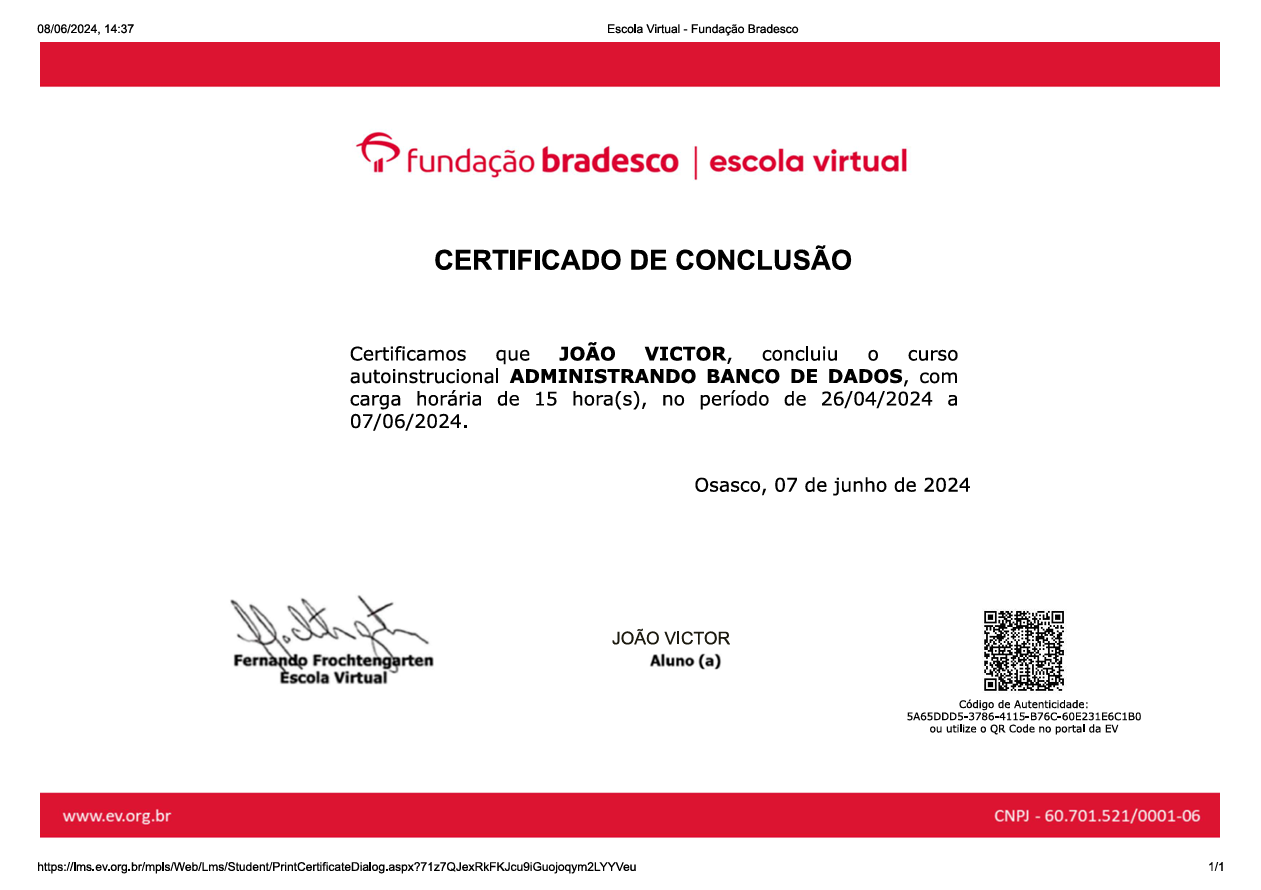 08/06/2024, 14:37
Escola Virtual - Fundação Bradesco
fundação bradesco | escola virtual
CERTIFICADO DE CONCLUSÃO
Certificamos que JOÃO VICTOR, concluiu o curso
autoinstrucional ADMINISTRANDO BANCO DE DADOS, com
carga horária de 15 hora(s), no período de 26/04/2024 a
07/06/2024.
Osasco, 07 de junho de 2024
Fernando Frochtengarten
Escola Virtual
JOÃO VICTOR
Aluno (a)
Código de Autenticidade:
5A65DDD5-3786-4115-B76C-60E231E6C1B0
ou utilize o QR Code no portal da EV
www.ev.org.br
CNPJ - 60.701.521/0001-06
https://lms.ev.org.br/mpls/Web/Lms/Student/PrintCertificateDialog.aspx?71z7QJexRkFKJcu9iGuojoqym2LYYVeu
1/1